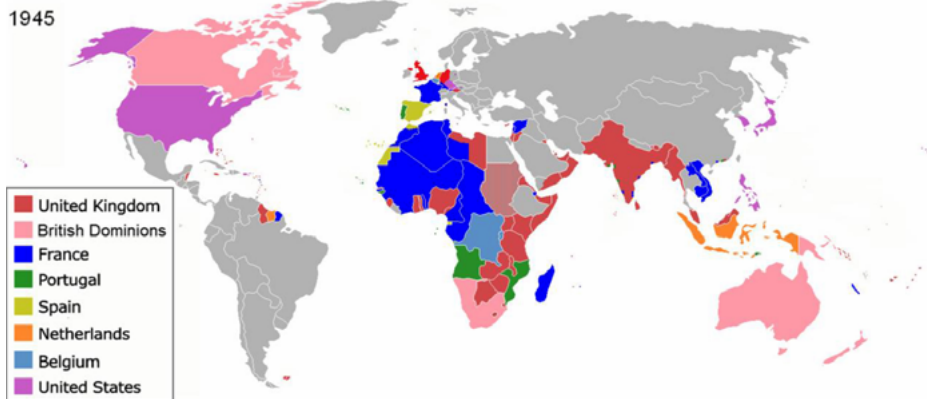 1945
United Kingdom
British Dominions
France
Portugal
Spain
Netherlands
Belgium
United States